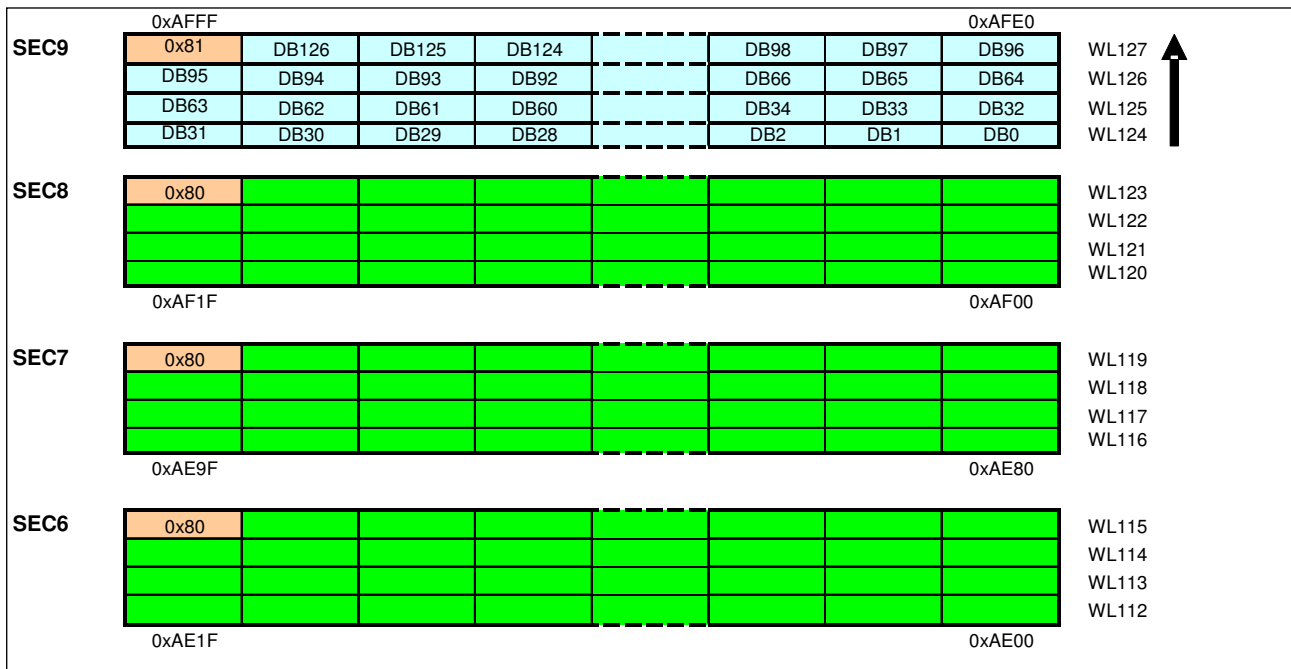 0xAFFF 0xAFE0
SEC9 0x81 DB126 DB125 DB124 DB98 DB97 DB96 WL127
DB95 DB94 DB93 DB92 DB66 DB65 DB64 WL126
DB63 DB62 DB61 DB60 DB34 DB33 DB32 WL125
DB31 DB30 DB29 DB28 DB2 DB1 DB0 WL124
SEC8 0x80 WL123
WL122
WL121
WL120
0xAF1F 0xAF00
SEC7 0x80 WL119
WL118
WL117
WL116
0xAE9F 0xAE80
SEC6 0x80 WL115
WL114
WL113
WL112
0xAE1F 0xAE00